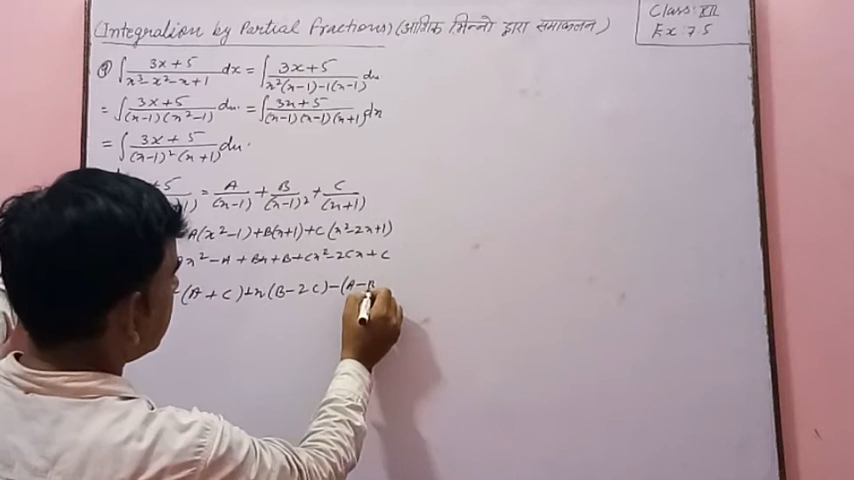 (Integration by Partial Fractions) (आंशिक भिन्नो द्वारा समाकलन)
Class: XII
Ex: 7.5
9) ∫ (3x+5)/(x³-x²-x+1) dx = ∫ (3x+5)/(x²(x-1)-1(x-1)) dx
= ∫ (3x+5)/((x-1)(x²-1)) dx = ∫ (3x+5)/((x-1)(x-1)(x+1)) dx
= ∫ (3x+5)/((x-1)²(x+1)) dx.
= A/(x-1) + B/(x-1)² + C/(x+1)
A(x²-1)+B(x+1)+C(x²-2x+1)
x²-A+Bx+B+Cx²-2Cx+C
(A+C)+x(B-2C)-(A-B